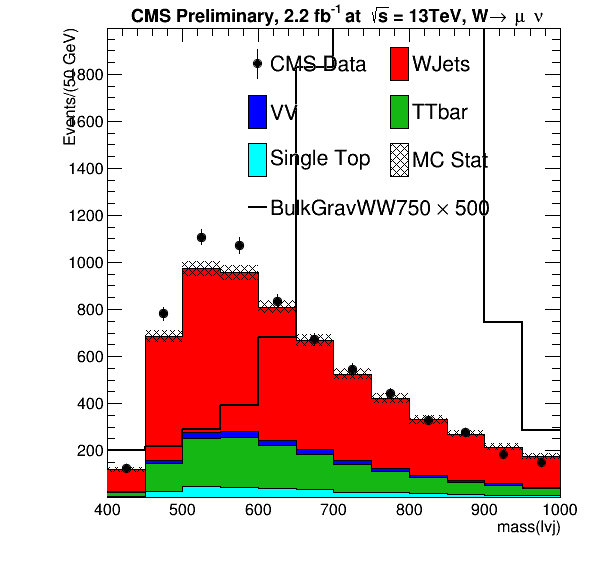 CMS Preliminary, 2.2 fb⁻¹ at √s = 13TeV, W→ μ ν
Events/(50 GeV)
CMS Data
WJets
VV
TTbar
Single Top
MC Stat
BulkGravWW750 × 500
1800
1600
1400
1200
1000
800
600
400
200
400 500 600 700 800 900 1000
mass(lvj)